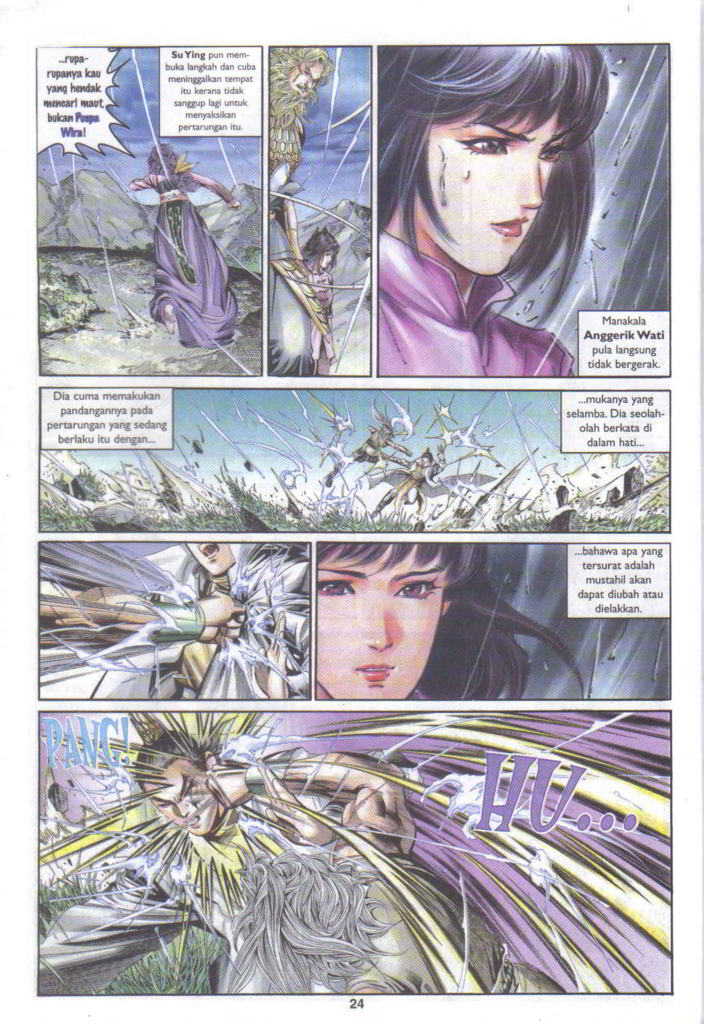 ...rupa-
rupanya kau
yang hendak
mencari maut,
bukan Puspa
Wira!
Su Ying pun mem-
buka langkah dan cuba
meninggalkan tempat
itu kerana tidak
sanggup lagi untuk
menyaksikan
pertarungan itu.
Manakala
Anggerik Wati
pula langsung
tidak bergerak.
Dia cuma memakukan
pandangannya pada
pertarungan yang sedang
berlaku itu dengan...
...mukanya yang
selamba. Dia seolah-
olah berkata di
dalam hati...
...bahawa apa yang
tersurat adalah
mustahil akan
dapat diubah atau
dielakkan.
PANG!
HU...
24